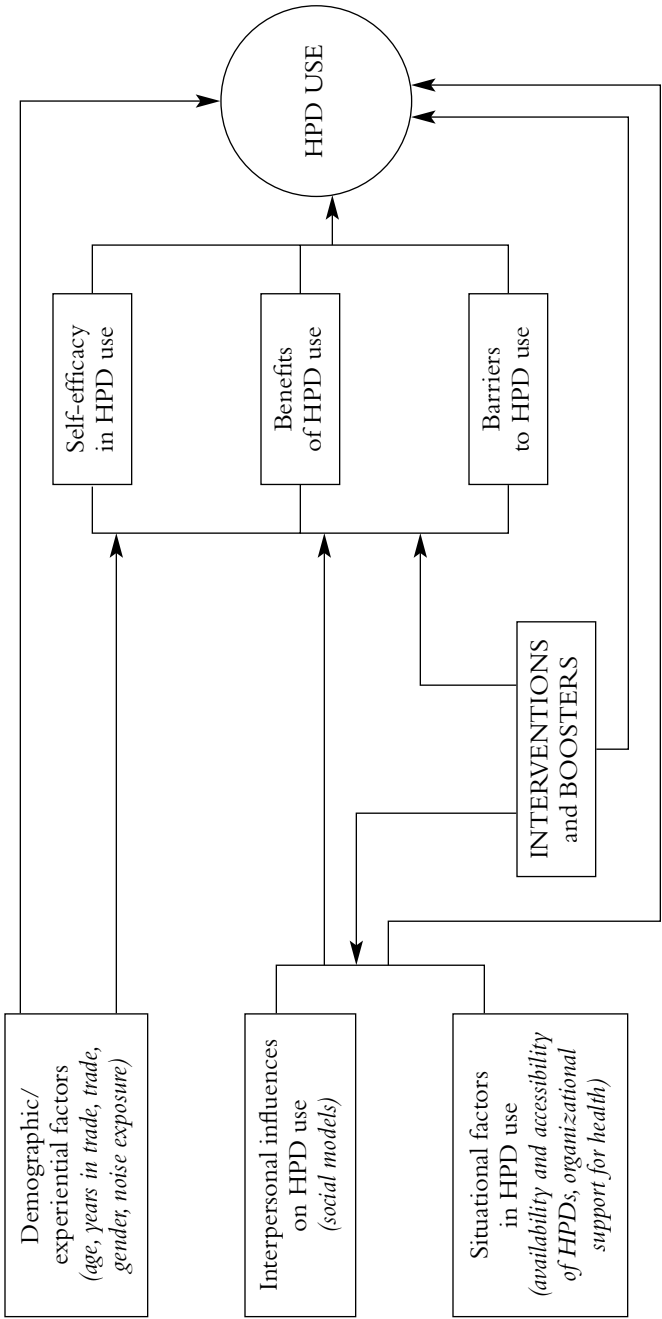 Demographic/
experiential factors
(age, years in trade, trade,
gender, noise exposure)
Interpersonal influences
on HPD use
(social models)
Situational factors
in HPD use
(availability and accessibility
of HPDs, organizational
support for health)
INTERVENTIONS
and BOOSTERS
Self-efficacy
in HPD use
Benefits
of HPD use
Barriers
to HPD use
HPD USE